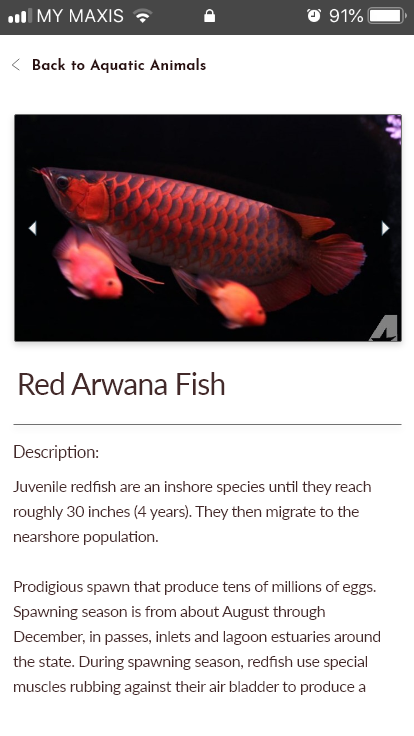 MY MAXIS 91%
Back to Aquatic Animals
Red Arwana Fish
Description:
Juvenile redfish are an inshore species until they reach
roughly 30 inches (4 years). They then migrate to the
nearshore population.
Prodigious spawn that produce tens of millions of eggs.
Spawning season is from about August through
December, in passes, inlets and lagoon estuaries around
the state. During spawning season, redfish use special
muscles rubbing against their air bladder to produce a